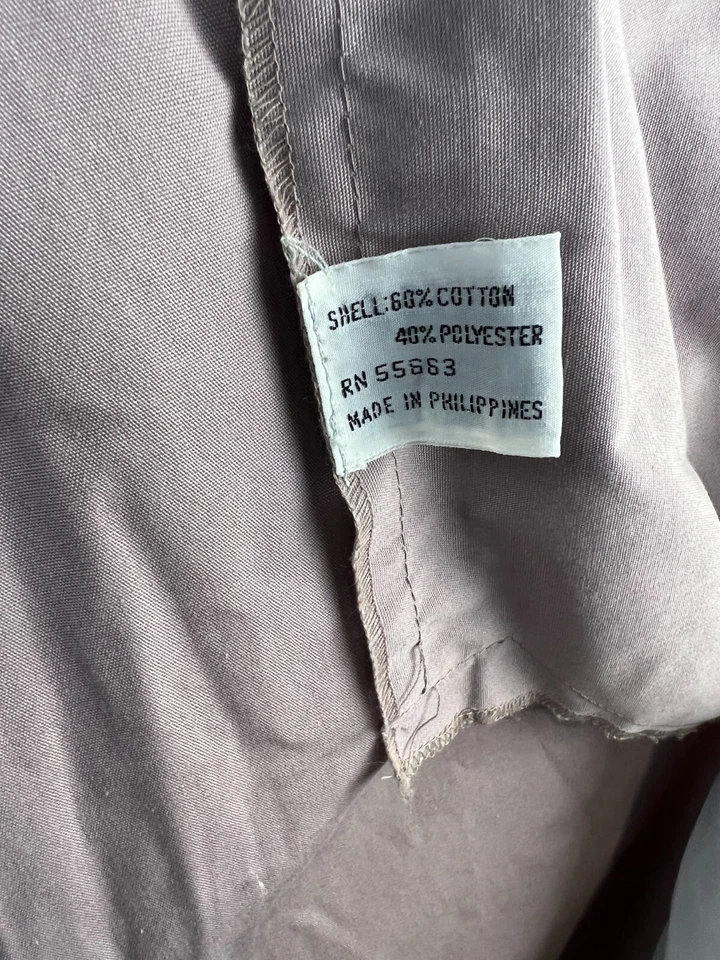 SHELL: 60% COTTON
40% POLYESTER
RN 55663
MADE IN PHILIPPINES